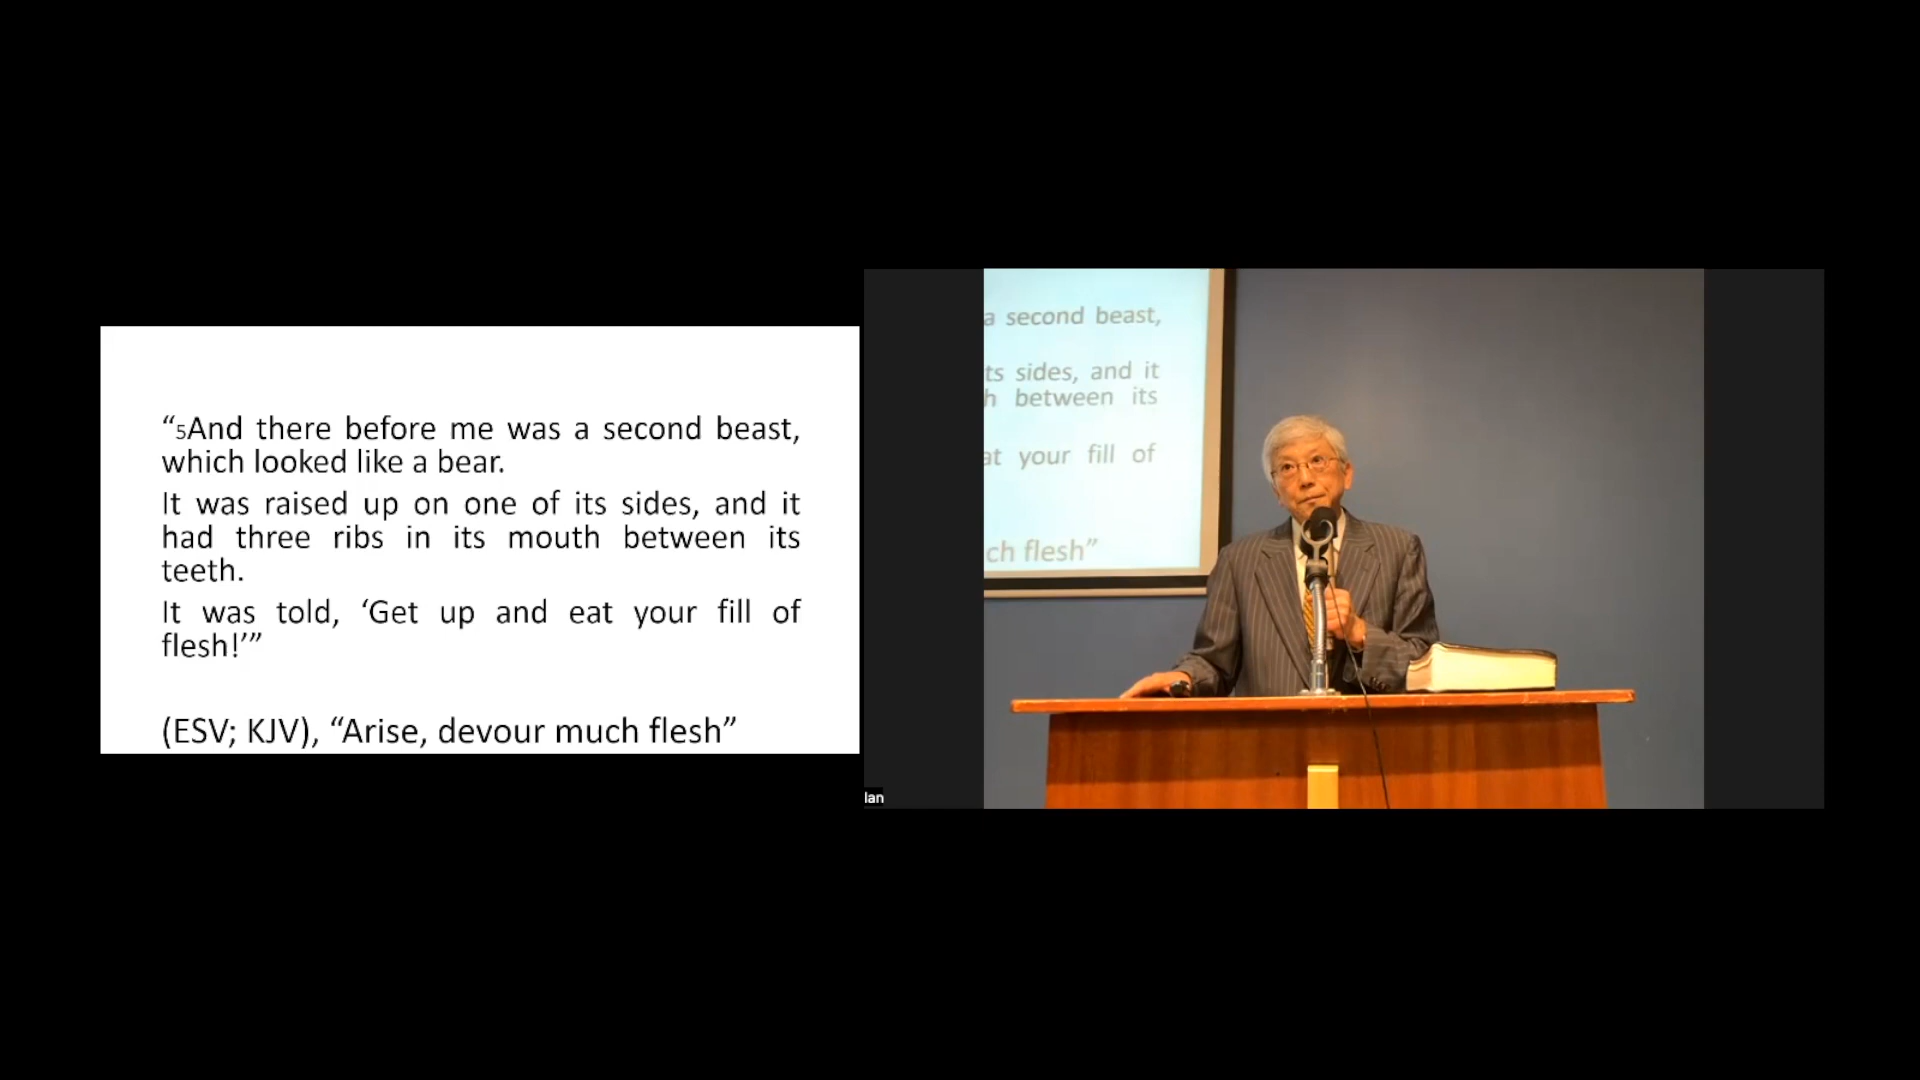 “5And there before me was a second beast,
which looked like a bear.
It was raised up on one of its sides, and it
had three ribs in its mouth between its
teeth.
It was told, ‘Get up and eat your fill of
flesh!’”
(ESV; KJV), “Arise, devour much flesh”
a second beast,
ts sides, and it
h between its
at your fill of
ch flesh”
lan